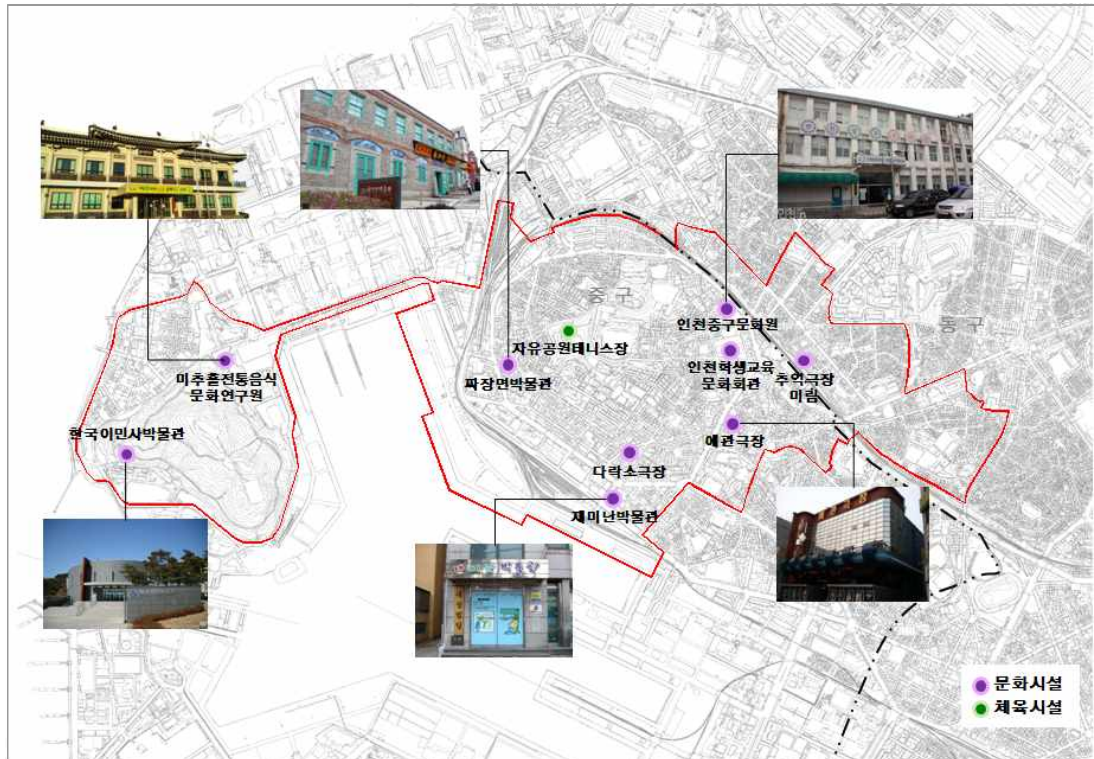 중구
동구
인천중구문화원
자유공원테니스장
인천학생교육
문화회관
추억극장
미림
짜장면박물관
미추홀전통음식
문화연구원
한국이민사박물관
애관극장
다락소극장
재미난박물관
문화시설
체육시설